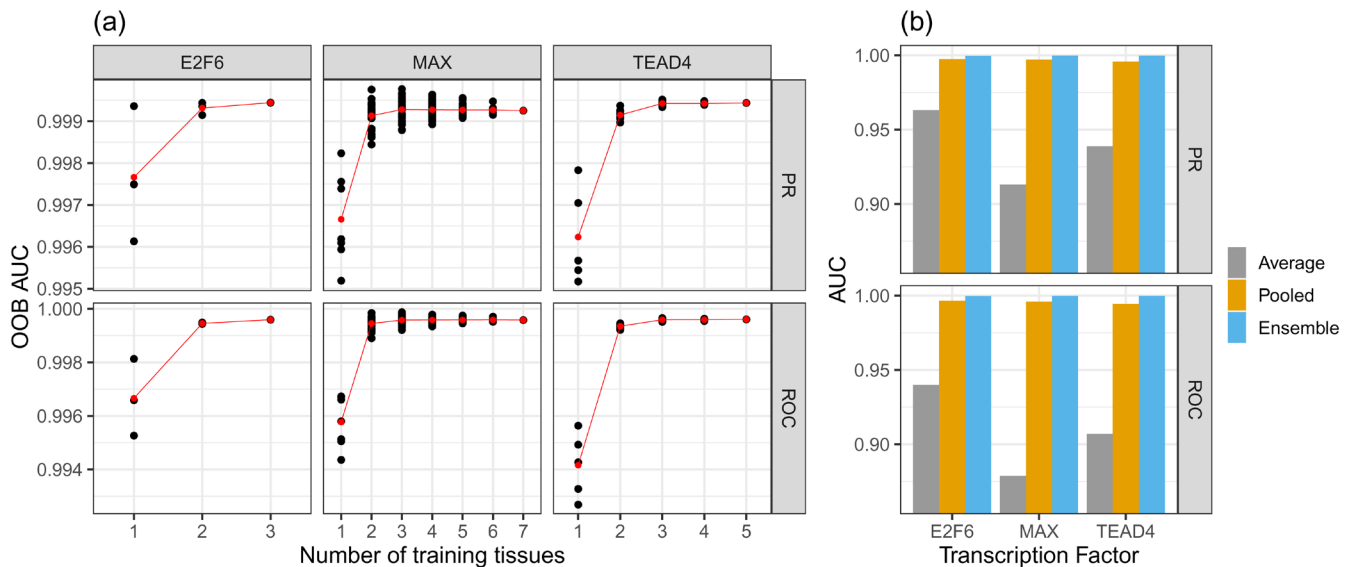 (a)
E2F6
MAX
TEAD4
OOB AUC
0.999
0.998
0.997
0.996
0.995
PR
1.000
0.998
0.996
0.994
ROC
1 2 3
1 2 3 4 5 6 7
1 2 3 4 5
Number of training tissues
(b)
AUC
1.00
0.95
0.90
PR
1.00
0.95
0.90
ROC
E2F6 MAX TEAD4
Transcription Factor
Average
Pooled
Ensemble